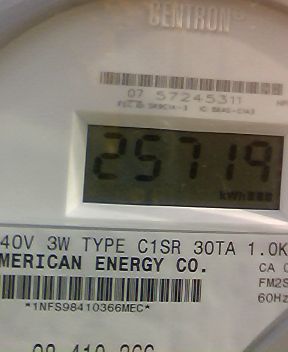 CENTRON®
07 57245311
25719
kWh
40V 3W TYPE C1SR 30TA 1.0K
MERICAN ENERGY CO.
CA 0
FM2S
60Hz
*1NFS98410366MEC*